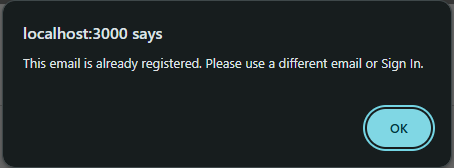 localhost:3000 says
This email is already registered. Please use a different email or Sign In.
OK